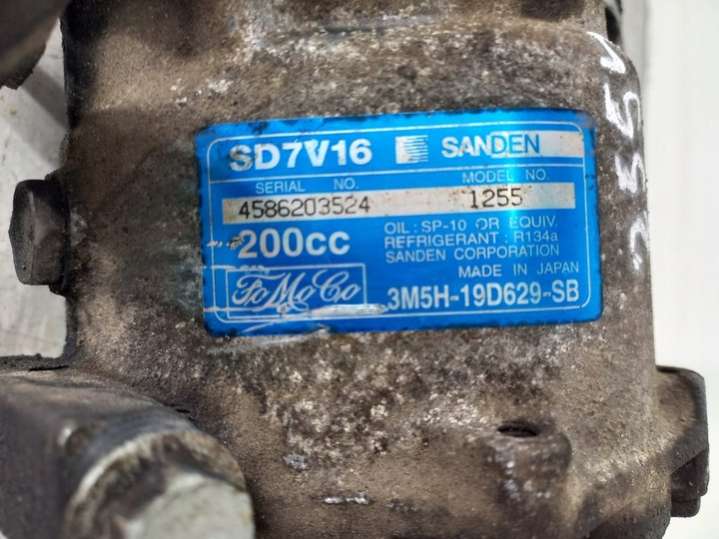 SD7V16 SANDEN
SERIAL NO. MODEL NO.
4586203524 1255
200cc OIL : SP-10 OR EQUIV.
REFRIGERANT : R134a
SANDEN CORPORATION
MADE IN JAPAN
FoMoCo 3M5H-19D629-SB